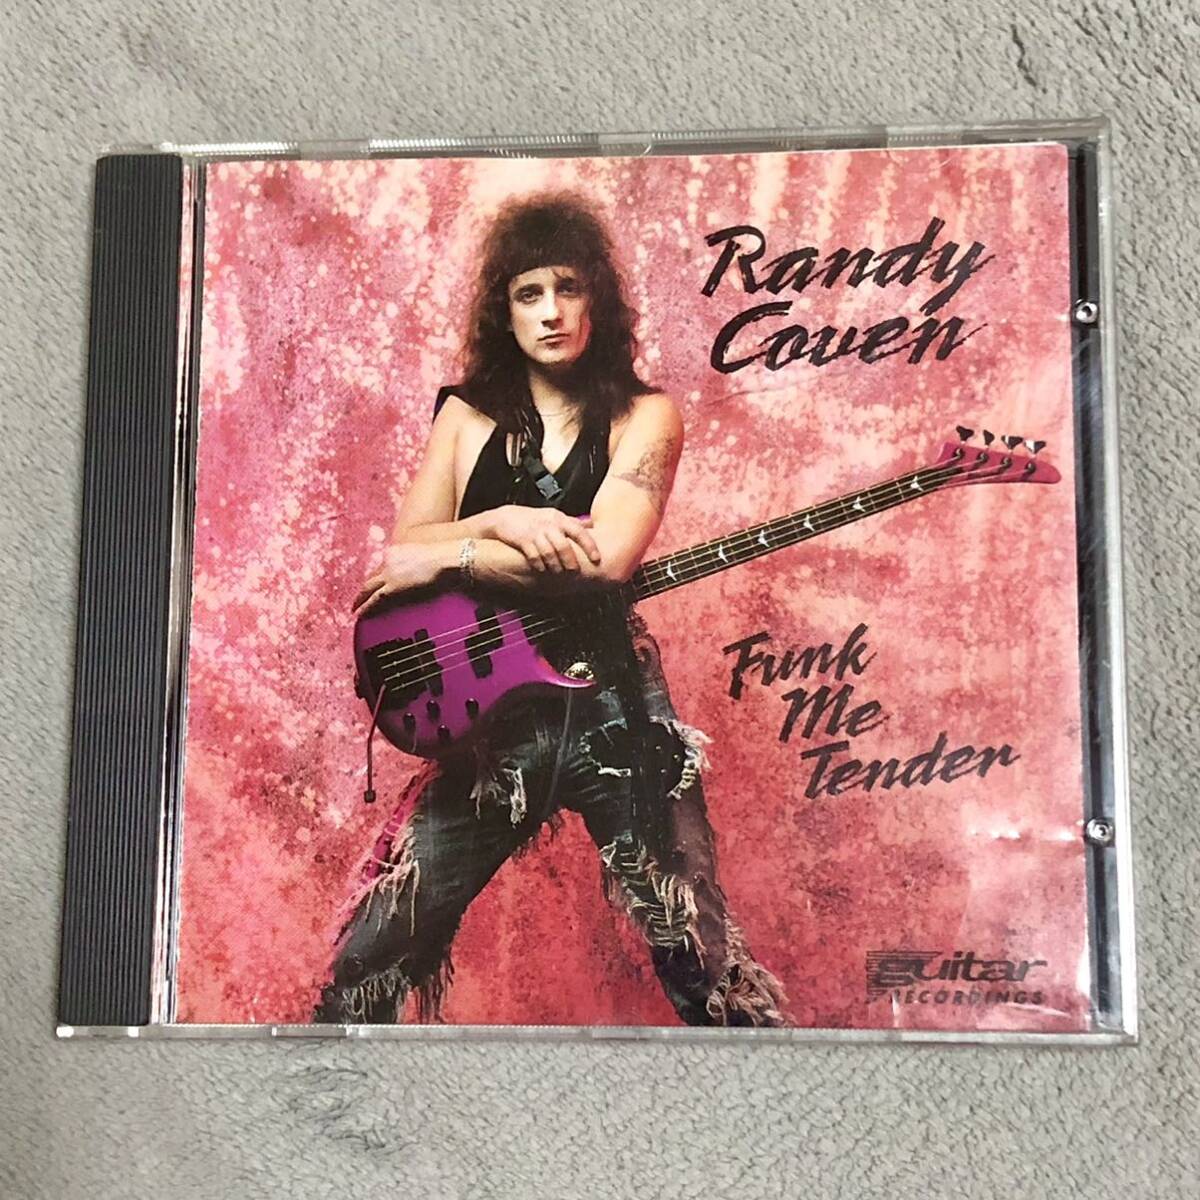 Randy
Coven
Funk
Me
Tender
guitar
RECORDINGS